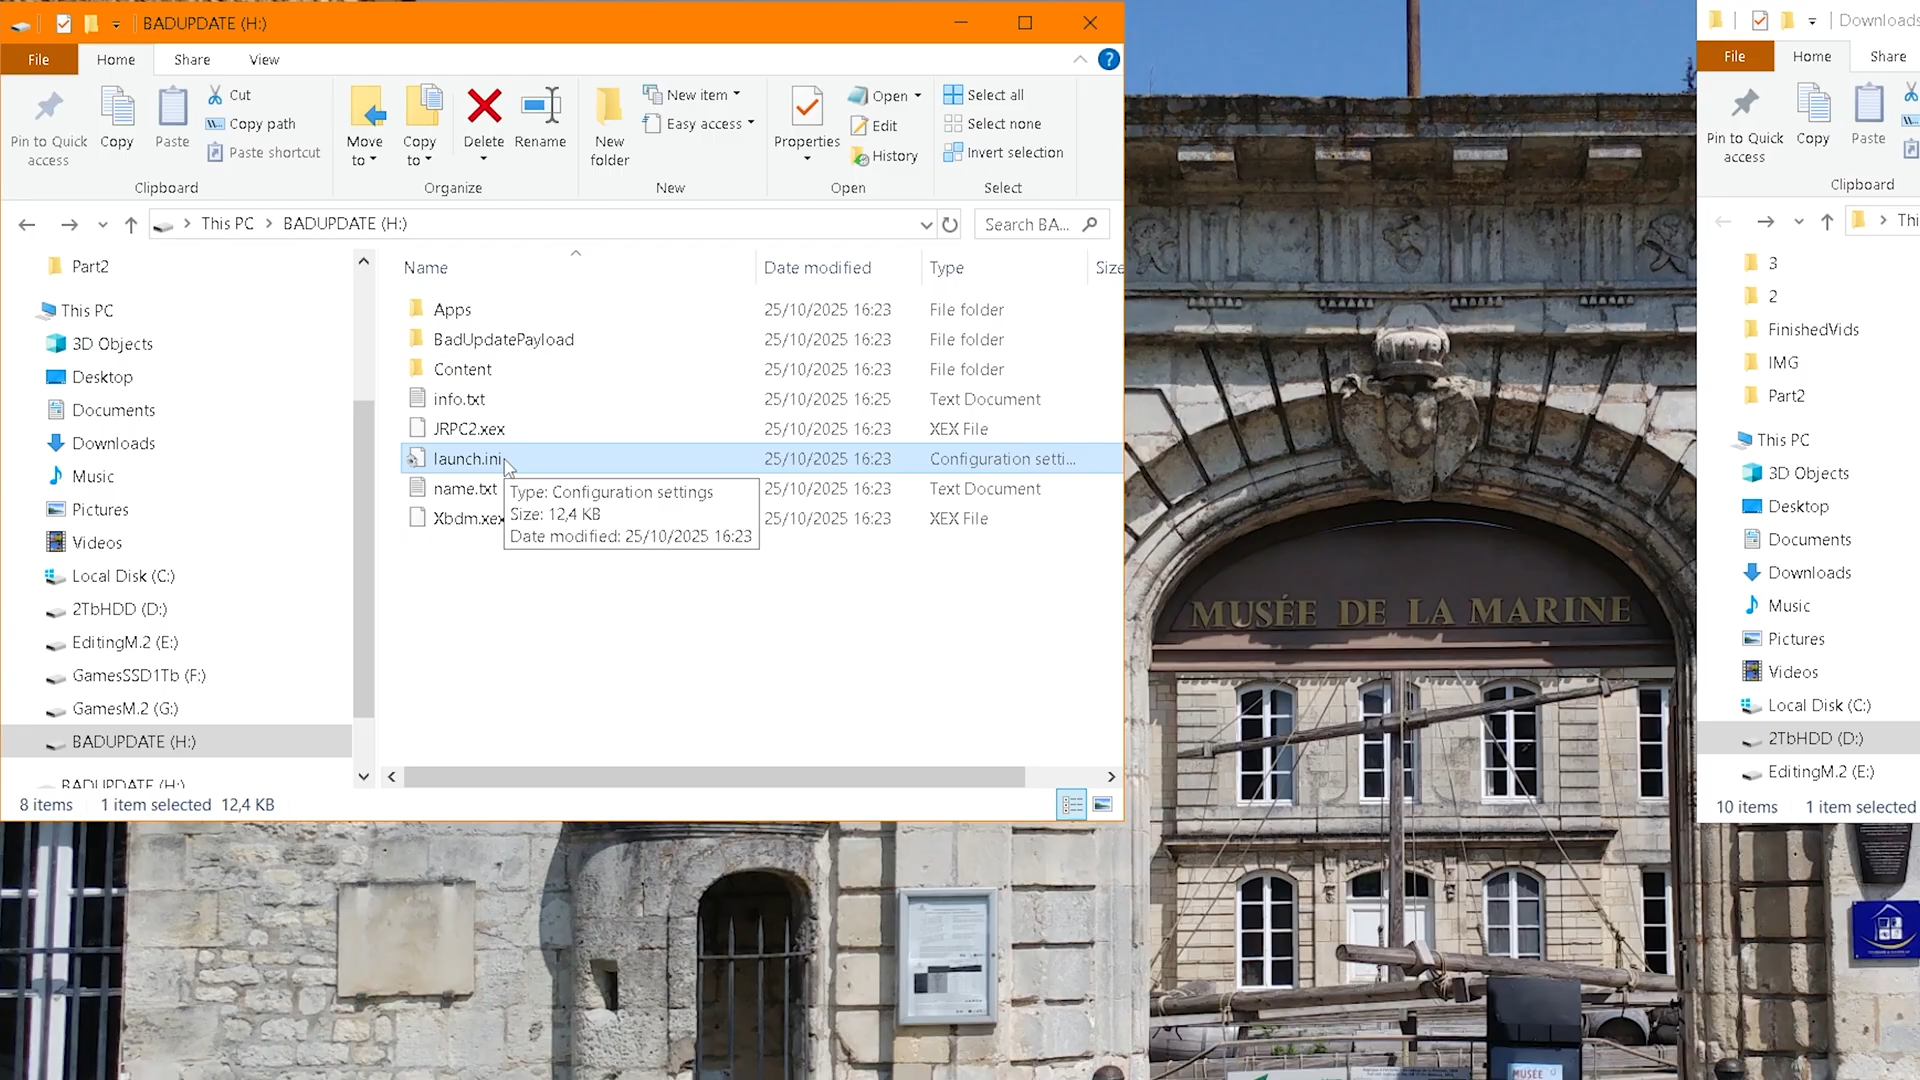 BADUPDATE (H:)
File
Home
Share
View
Pin to Quick access
Copy
Paste
Cut
Copy path
Paste shortcut
Clipboard
Move to
Copy to
Delete
Rename
Organize
New folder
New item
Easy access
New
Properties
Open
Edit
History
Open
Select all
Select none
Invert selection
Select
This PC
BADUPDATE (H:)
Search BA...
Part2
This PC
3D Objects
Desktop
Documents
Downloads
Music
Pictures
Videos
Local Disk (C:)
2TbHDD (D:)
EditingM.2 (E:)
GamesSSD1Tb (F:)
GamesM.2 (G:)
BADUPDATE (H:)
BADUPDATE (H:)
Name Date modified Type Size
Apps 25/10/2025 16:23 File folder
BadUpdatePayload 25/10/2025 16:23 File folder
Content 25/10/2025 16:23 File folder
info.txt 25/10/2025 16:25 Text Document
JRPC2.xex 25/10/2025 16:23 XEX File
launch.ini 25/10/2025 16:23 Configuration setti...
name.txt 25/10/2025 16:23 Text Document
Xbdm.xex 25/10/2025 16:23 XEX File
Type: Configuration settings
Size: 12,4 KB
Date modified: 25/10/2025 16:23
8 items 1 item selected 12,4 KB
Downloads
File
Home
Share
Pin to Quick access
Copy
Paste
Clipboard
Thi
3
2
FinishedVids
IMG
Part2
This PC
3D Objects
Desktop
Documents
Downloads
Music
Pictures
Videos
Local Disk (C:)
2TbHDD (D:)
EditingM.2 (E:)
10 items 1 item selected
MUSÉE DE LA MARINE
MUSÉE